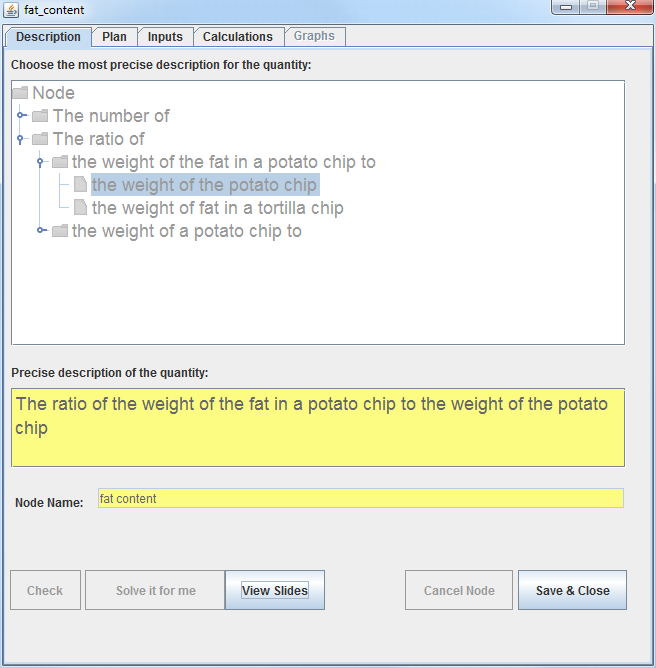 fat_content
Description Plan Inputs Calculations Graphs
Choose the most precise description for the quantity:
Node
The number of
The ratio of
the weight of the fat in a potato chip to
the weight of the potato chip
the weight of fat in a tortilla chip
the weight of a potato chip to
Precise description of the quantity:
The ratio of the weight of the fat in a potato chip to the weight of the potato
chip
Node Name: fat content
Check Solve it for me View Slides Cancel Node Save & Close